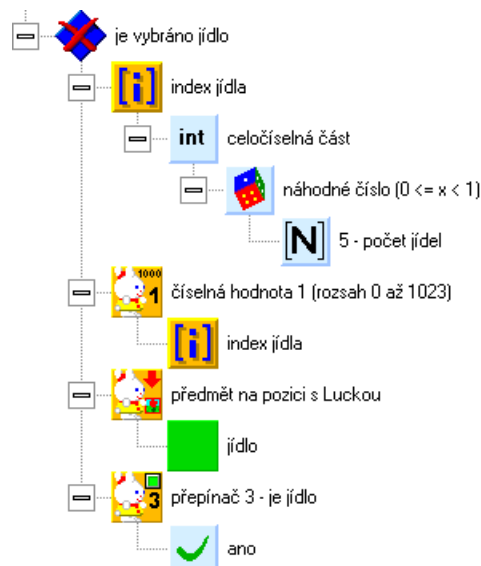 je vybráno jídlo
[i] index jídla
int celočíselná část
náhodné číslo (0 <= x < 1)
[N] 5 - počet jídel
1000 1 číselná hodnota 1 (rozsah 0 až 1023)
[i] index jídla
předmět na pozici s Luckou
jídlo
3 přepínač 3 - je jídlo
ano